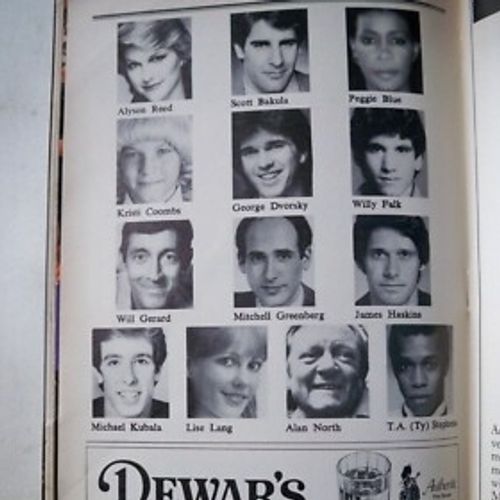 Alyson Reed
Scott Bakula
Peggie Blue
Kristi Coombs
George Dvorsky
Willy Falk
Will Gerard
Mitchell Greenberg
James Haskins
Michael Kubala
Lise Lang
Alan North
T.A. (Ty) Stephens
DEWAR'S
Authentic